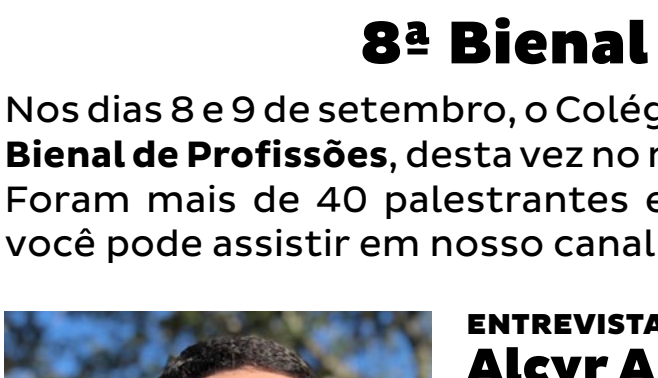 8ª Bienal
Nos dias 8 e 9 de setembro, o Colég
Bienal de Profissões, desta vez no
Foram mais de 40 palestrantes e
você pode assistir em nosso canal
ENTREVISTA
Alcyr A